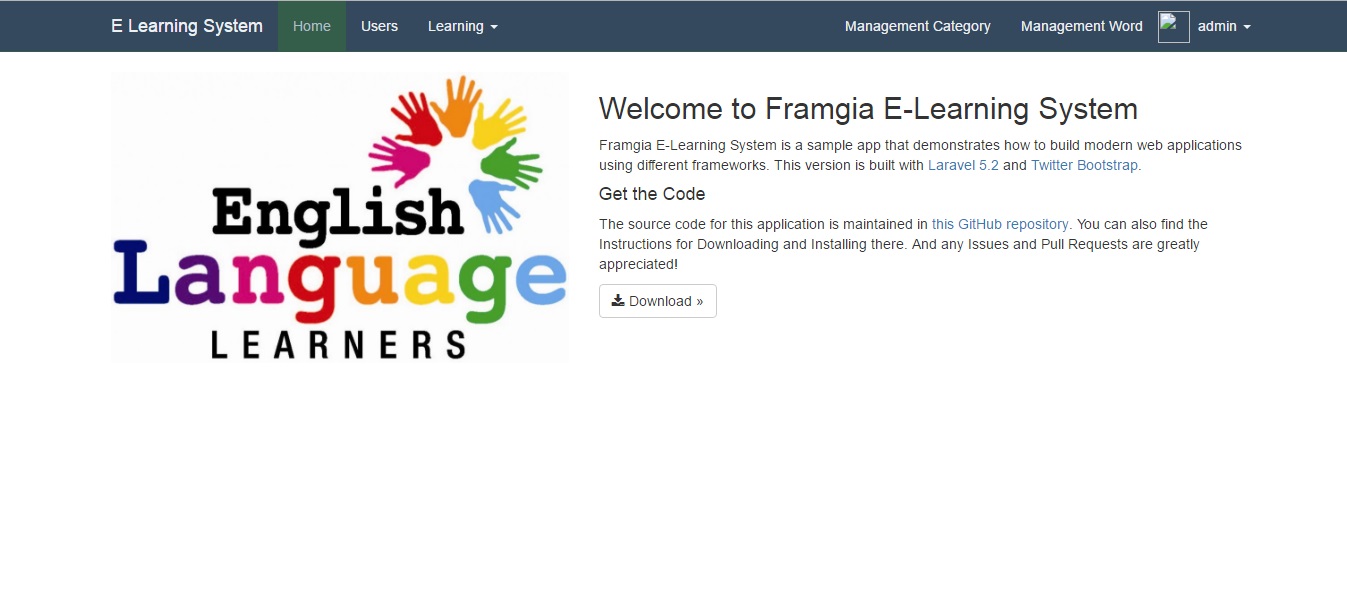 E Learning System Home Users Learning Management Category Management Word admin
English
Language
LEARNERS
Welcome to Framgia E-Learning System
Framgia E-Learning System is a sample app that demonstrates how to build modern web applications
using different frameworks. This version is built with Laravel 5.2 and Twitter Bootstrap.
Get the Code
The source code for this application is maintained in this GitHub repository. You can also find the
Instructions for Downloading and Installing there. And any Issues and Pull Requests are greatly
appreciated!
Download »